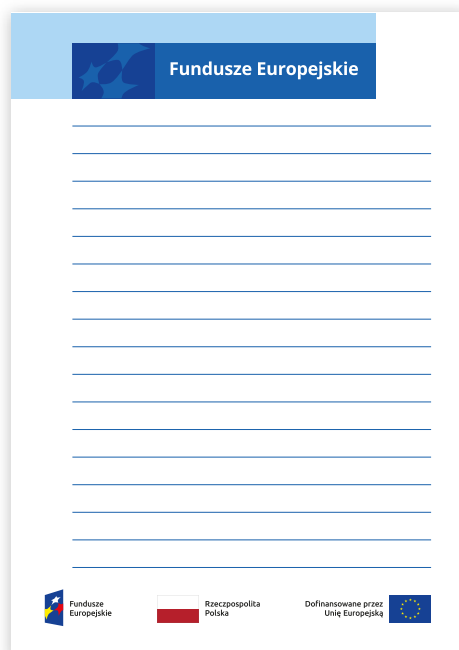 Fundusze Europejskie
Fundusze
Europejskie
Rzeczpospolita
Polska
Dofinansowane przez
Unię Europejską